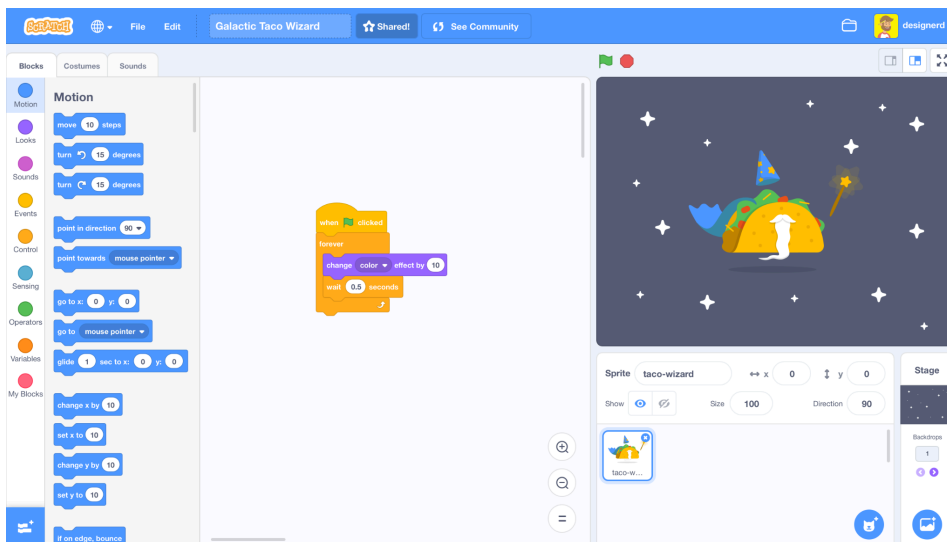 SCRATCH
File
Edit
Galactic Taco Wizard
Shared!
See Community
designerd
Blocks
Costumes
Sounds
Motion
Looks
Sounds
Events
Control
Sensing
Operators
Variables
My Blocks
Motion
move 10 steps
turn 15 degrees
turn 15 degrees
point in direction 90
point towards mouse pointer
go to x: 0 y: 0
go to mouse pointer
glide 1 sec to x: 0 y: 0
change x by 10
set x to 10
change y by 10
set y to 10
if on edge, bounce
when clicked
forever
change color effect by 10
wait 0.5 seconds
Sprite taco-wizard x 0 y 0
Show Size 100 Direction 90
taco-w...
Stage
Backdrops
1